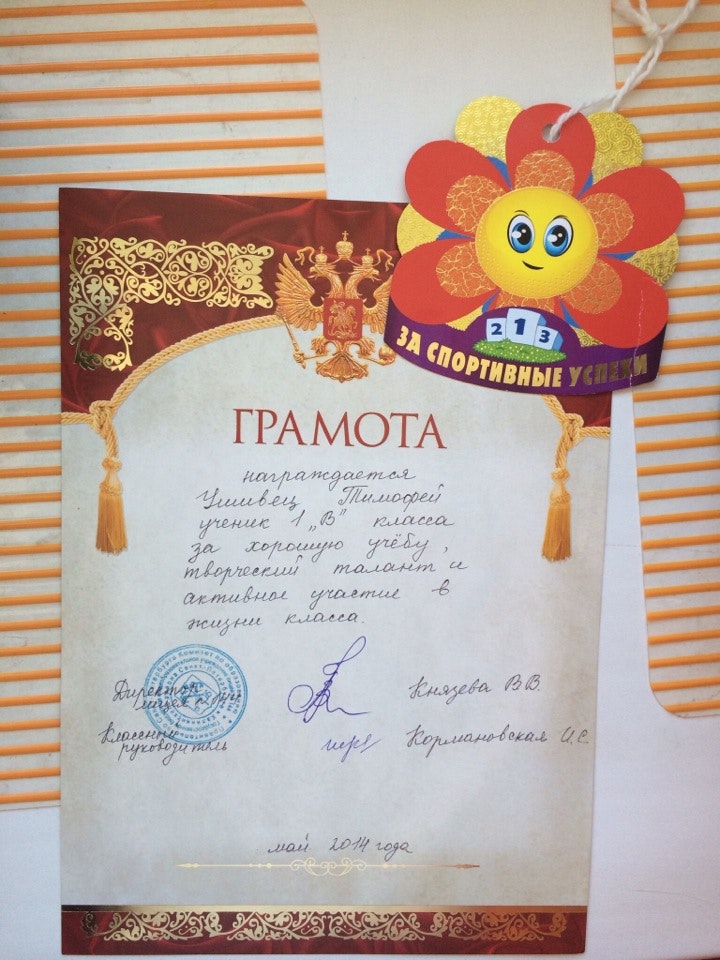 2 1 3
ЗА СПОРТИВНЫЕ УСПЕХИ
ГРАМОТА
награждается
Ушивец Тимофей
ученик 1 „В" класса
за хорошую учёбу,
творческий талант и
активное участие в
жизни класса.
Директор
лицея
Князева В.В.
Классный
руководитель
Кормановская И.С.
май 2014 года